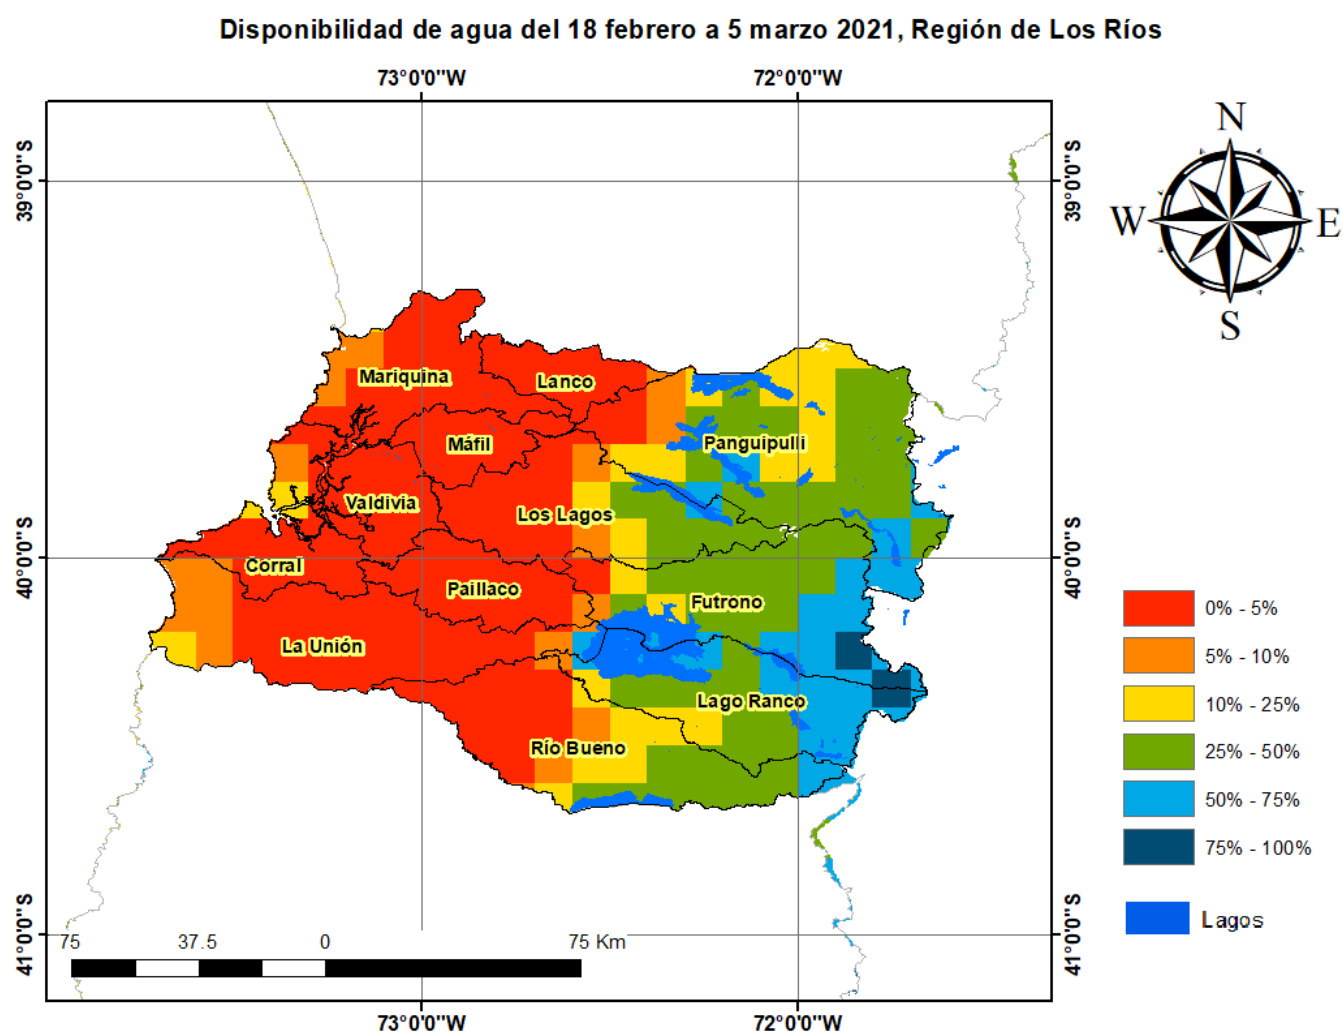 Disponibilidad de agua del 18 febrero a 5 marzo 2021, Región de Los Ríos
73°0'0"W
72°0'0"W
39°0'0"S
39°0'0"S
N
W
E
S
Mariquina
Lanco
Máfil
Panguipulli
Valdivia
Los Lagos
40°0'0"S
40°0'0"S
Corral
Paillaco
Futrono
La Unión
Lago Ranco
Río Bueno
0% - 5%
5% - 10%
10% - 25%
25% - 50%
50% - 75%
75% - 100%
Lagos
41°0'0"S
41°0'0"S
75 37.5 0 75 Km
73°0'0"W
72°0'0"W